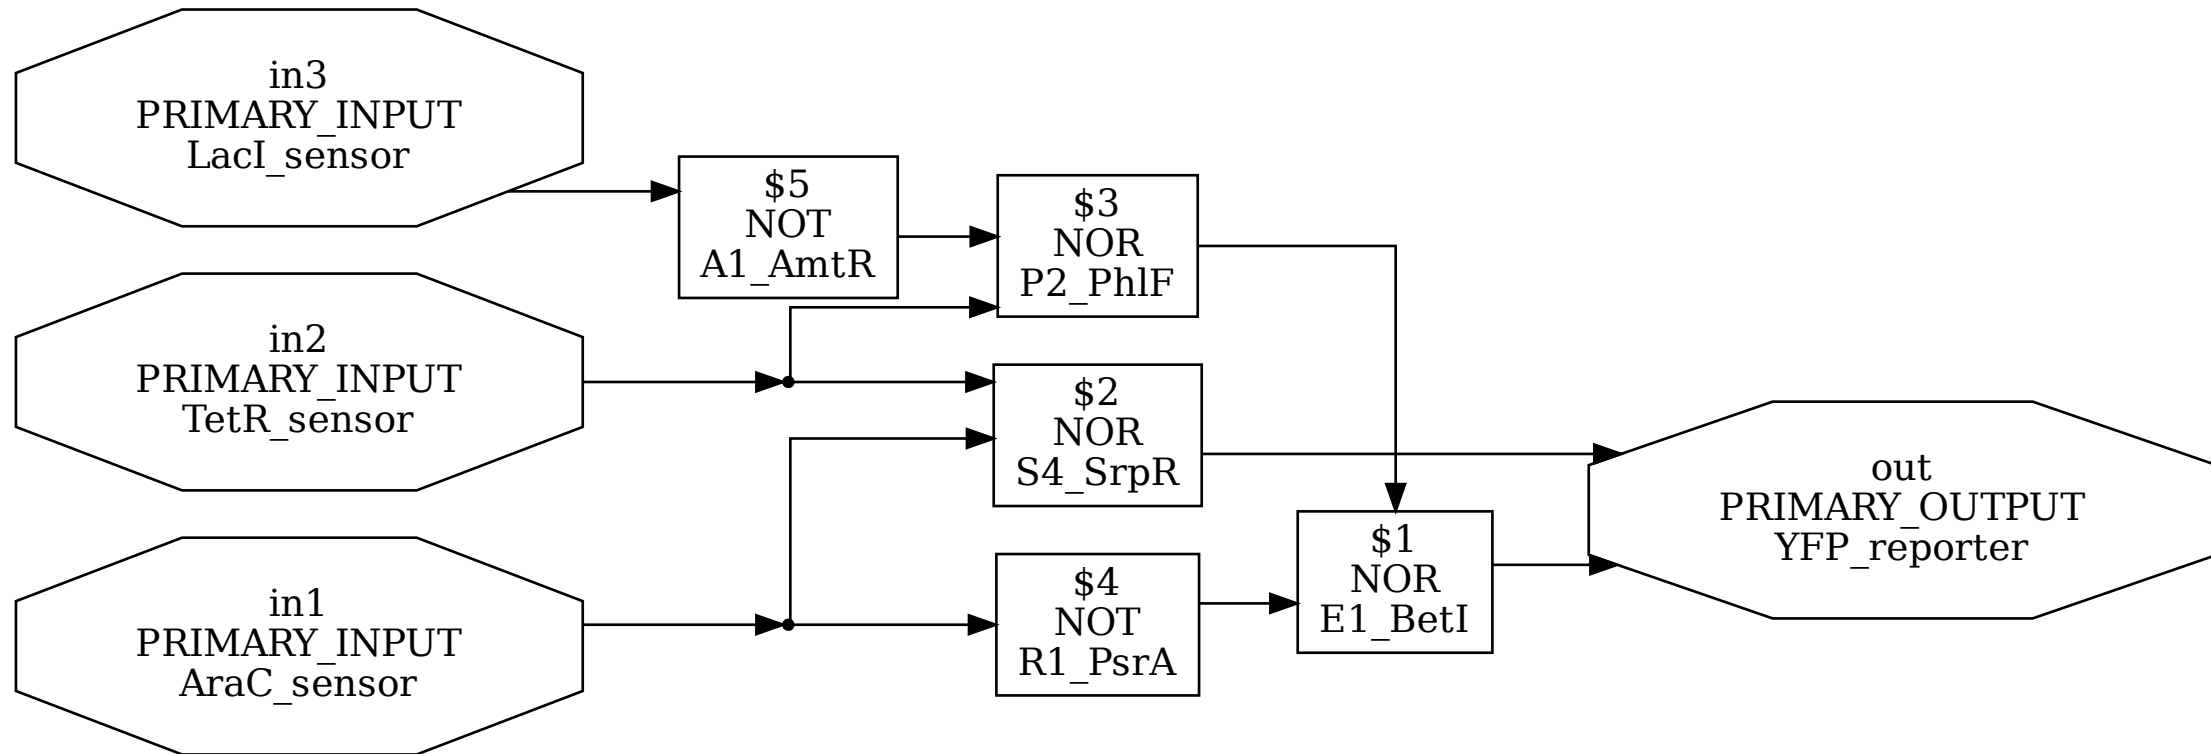 in3
PRIMARY_INPUT
LacI_sensor
$5
NOT
A1_AmtR
$3
NOR
P2_PhlF
in2
PRIMARY_INPUT
TetR_sensor
$2
NOR
S4_SrpR
in1
PRIMARY_INPUT
AraC_sensor
$4
NOT
R1_PsrA
$1
NOR
E1_BetI
out
PRIMARY_OUTPUT
YFP_reporter